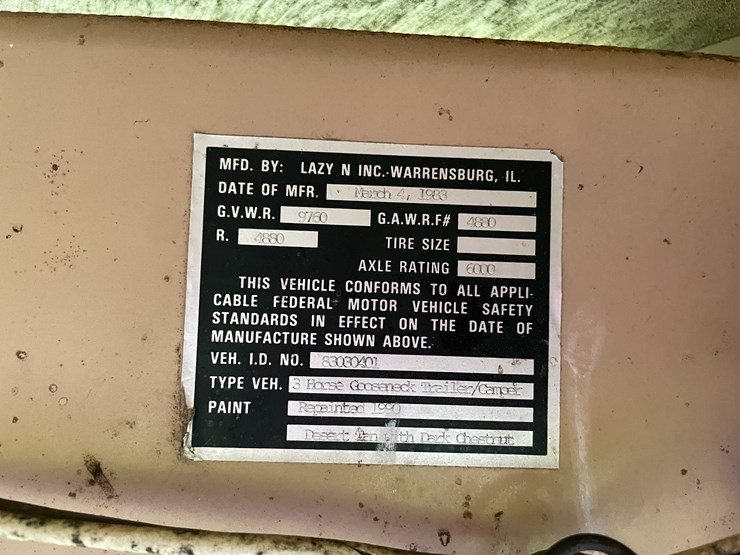 MFD. BY: LAZY N INC.-WARRENSBURG, IL.
DATE OF MFR. March 4, 1983
G.V.W.R. 9760 G.A.W.R.F# 4880
R. 4880 TIRE SIZE
AXLE RATING 6000
THIS VEHICLE CONFORMS TO ALL APPLI-
CABLE FEDERAL MOTOR VEHICLE SAFETY
STANDARDS IN EFFECT ON THE DATE OF
MANUFACTURE SHOWN ABOVE.
VEH. I.D. NO. 83030401
TYPE VEH. 3 Horse Gooseneck Trailer/Camper
PAINT Repainted 1990
Desert Tan with Dark Chestnut